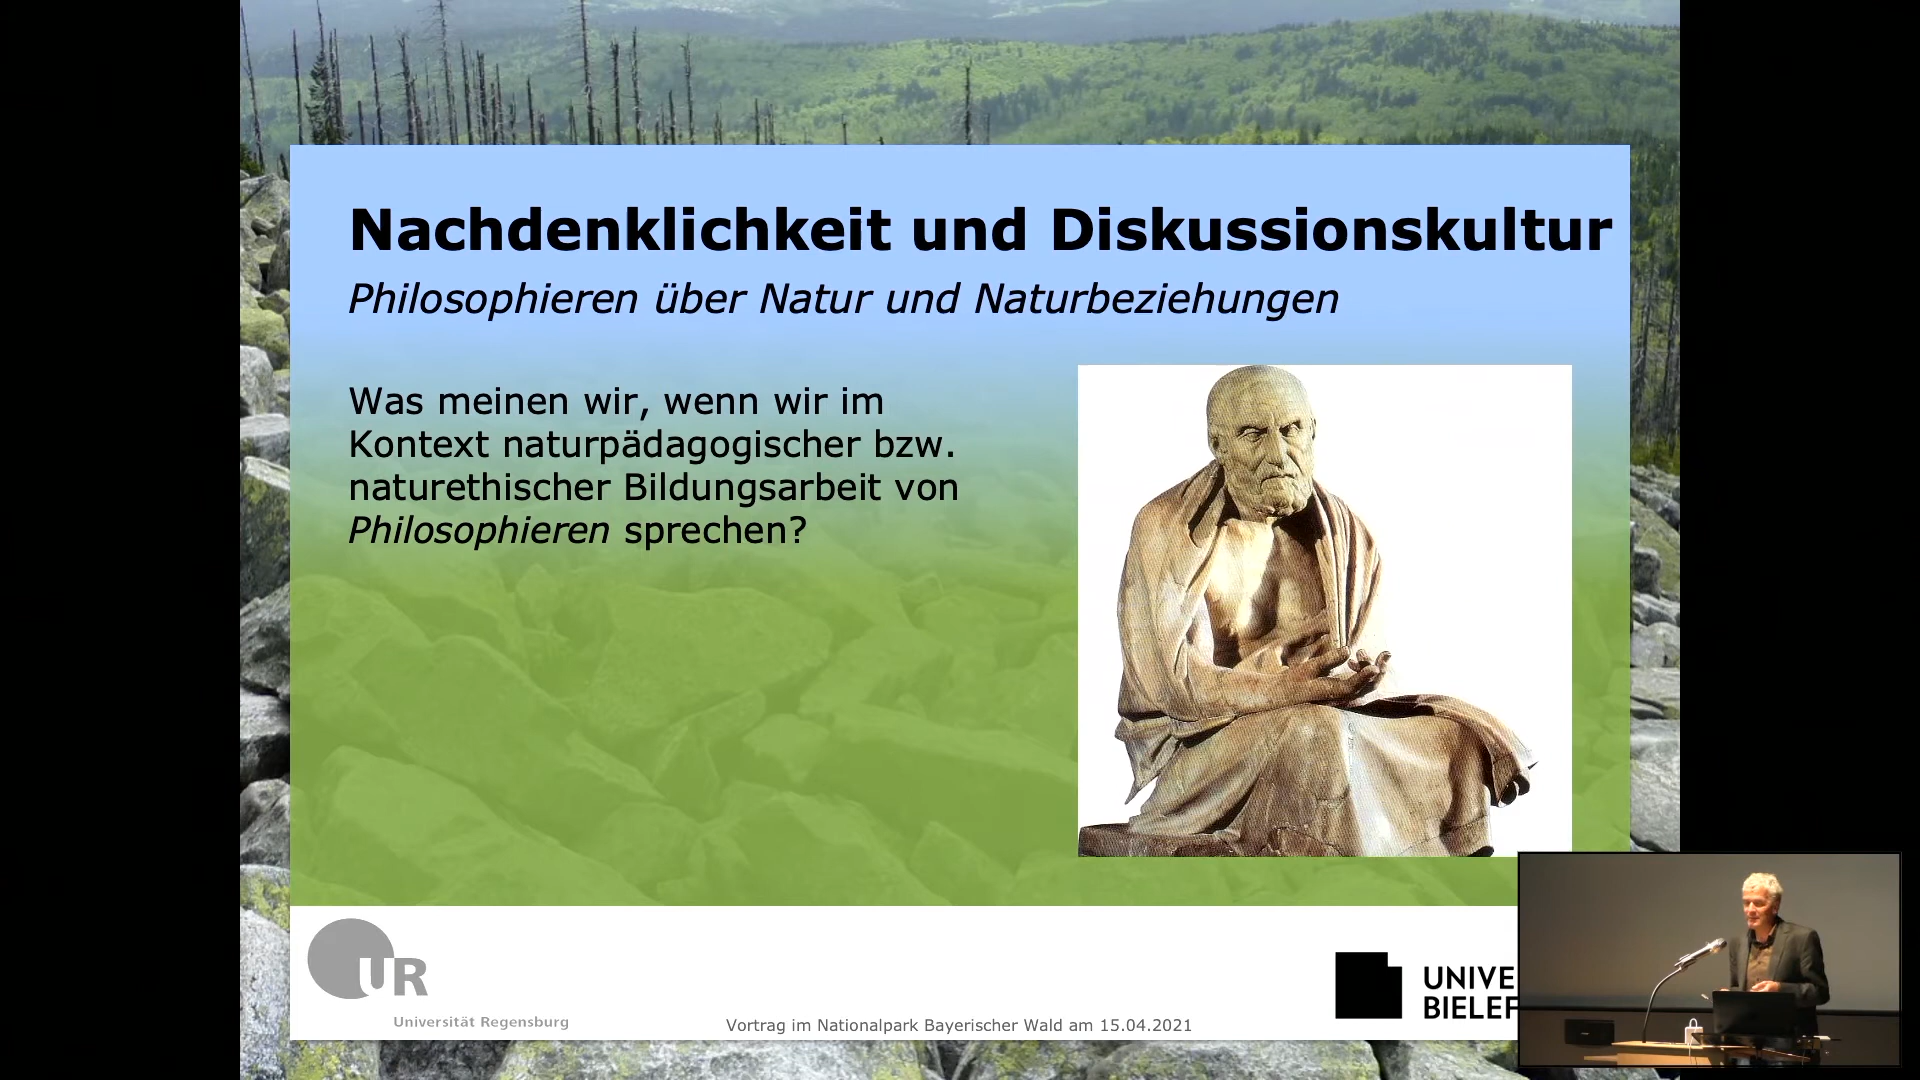 Nachdenklichkeit und Diskussionskultur
Philosophieren über Natur und Naturbeziehungen
Was meinen wir, wenn wir im
Kontext naturpädagogischer bzw.
naturethischer Bildungsarbeit von
Philosophieren sprechen?
UR
Universität Regensburg
Vortrag im Nationalpark Bayerischer Wald am 15.04.2021
UNIVE
BIELEF